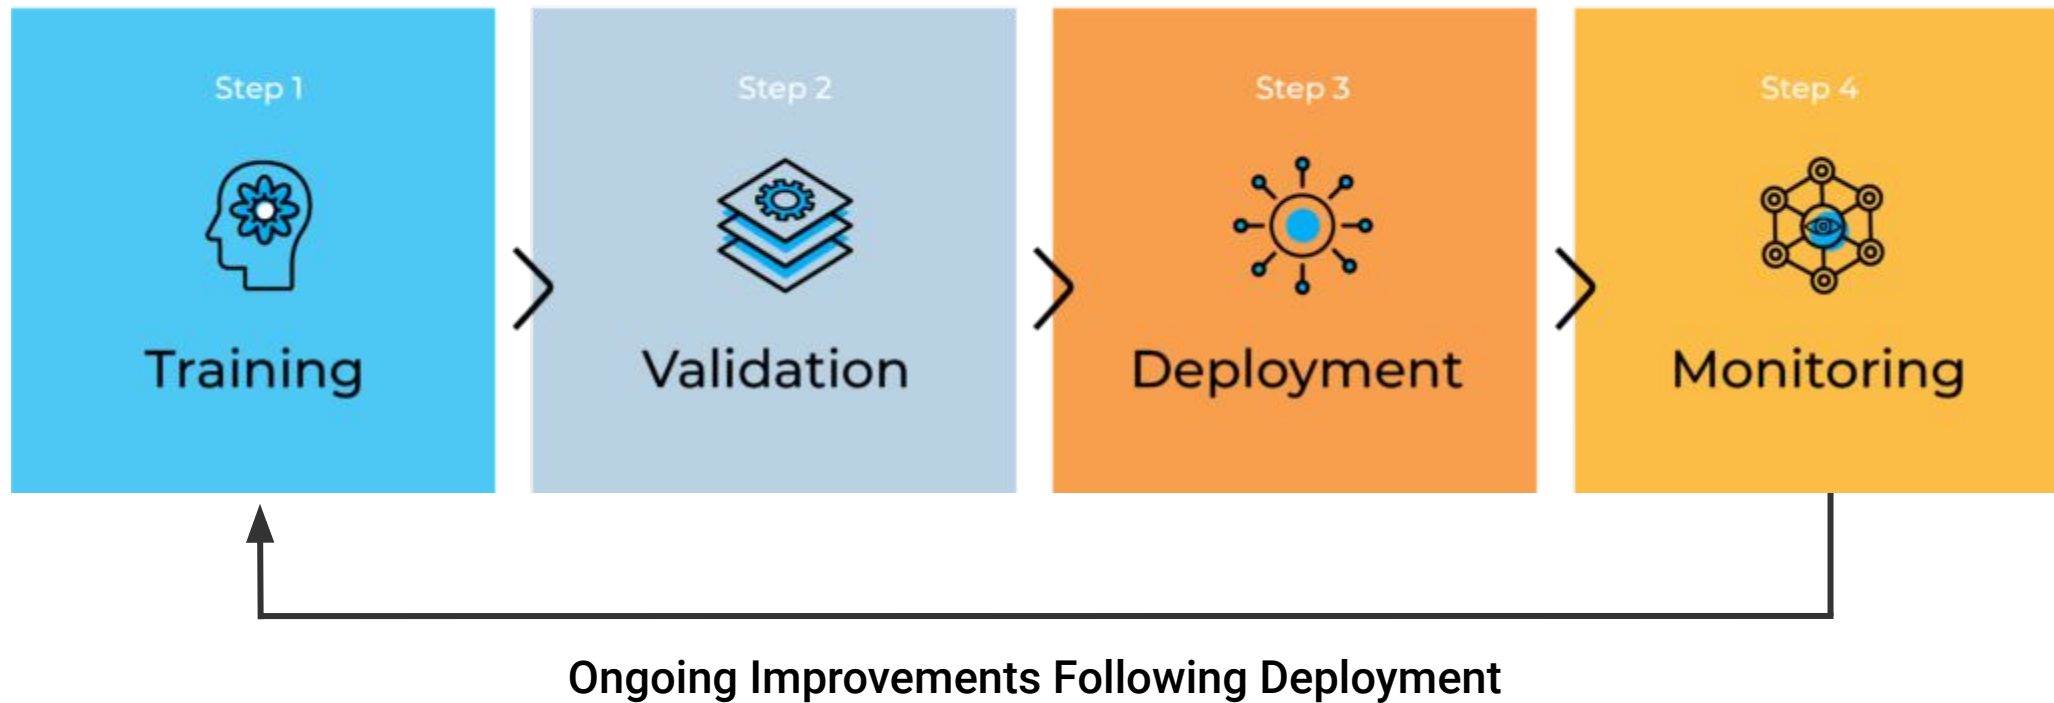 Step 1
Training
Step 2
Validation
Step 3
Deployment
Step 4
Monitoring
Ongoing Improvements Following Deployment